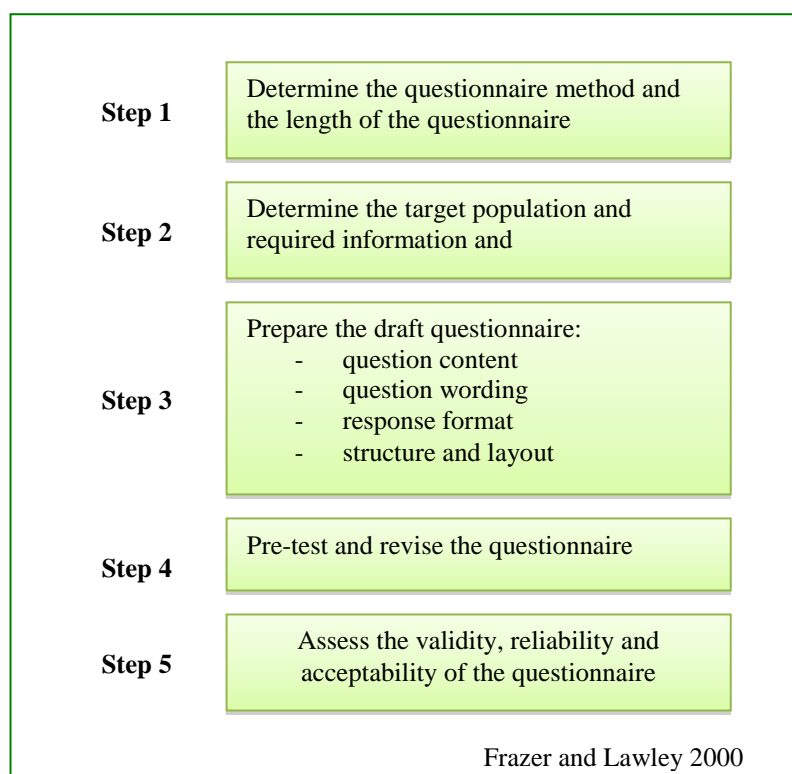 Step 1
Determine the questionnaire method and
the length of the questionnaire
Step 2
Determine the target population and
required information and
Step 3
Prepare the draft questionnaire:
- question content
- question wording
- response format
- structure and layout
Step 4
Pre-test and revise the questionnaire
Step 5
Assess the validity, reliability and
acceptability of the questionnaire
Frazer and Lawley 2000